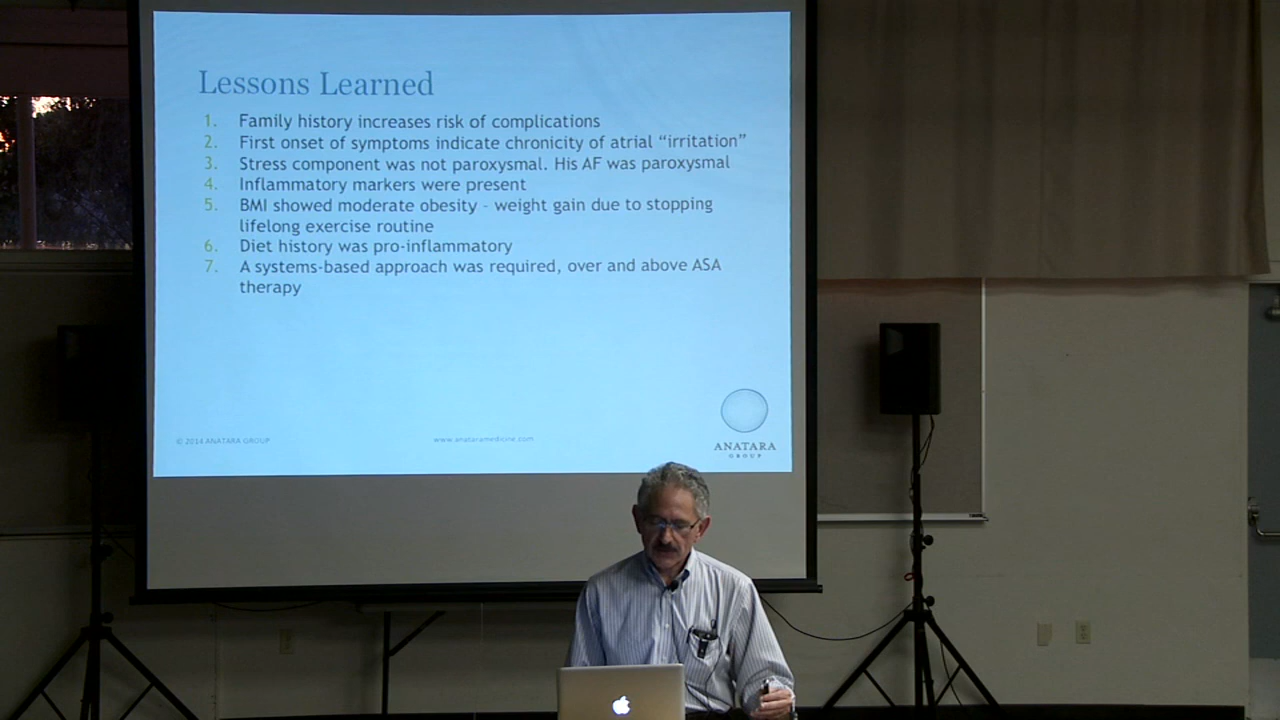 Lessons Learned
1. Family history increases risk of complications
2. First onset of symptoms indicate chronicity of atrial “irritation”
3. Stress component was not paroxysmal. His AF was paroxysmal
4. Inflammatory markers were present
5. BMI showed moderate obesity – weight gain due to stopping
lifelong exercise routine
6. Diet history was pro-inflammatory
7. A systems-based approach was required, over and above ASA
therapy
© 2014 ANATARA GROUP
www.anataramedicine.com
ANATARA
GROUP